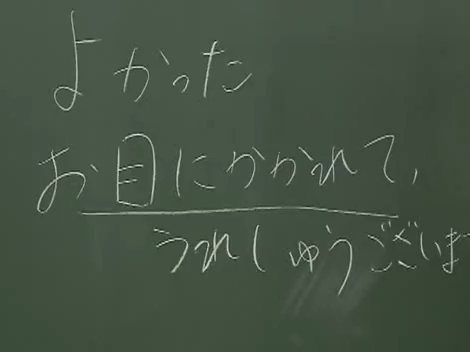 よかった
お目にかかれて、
うれしゅうございま